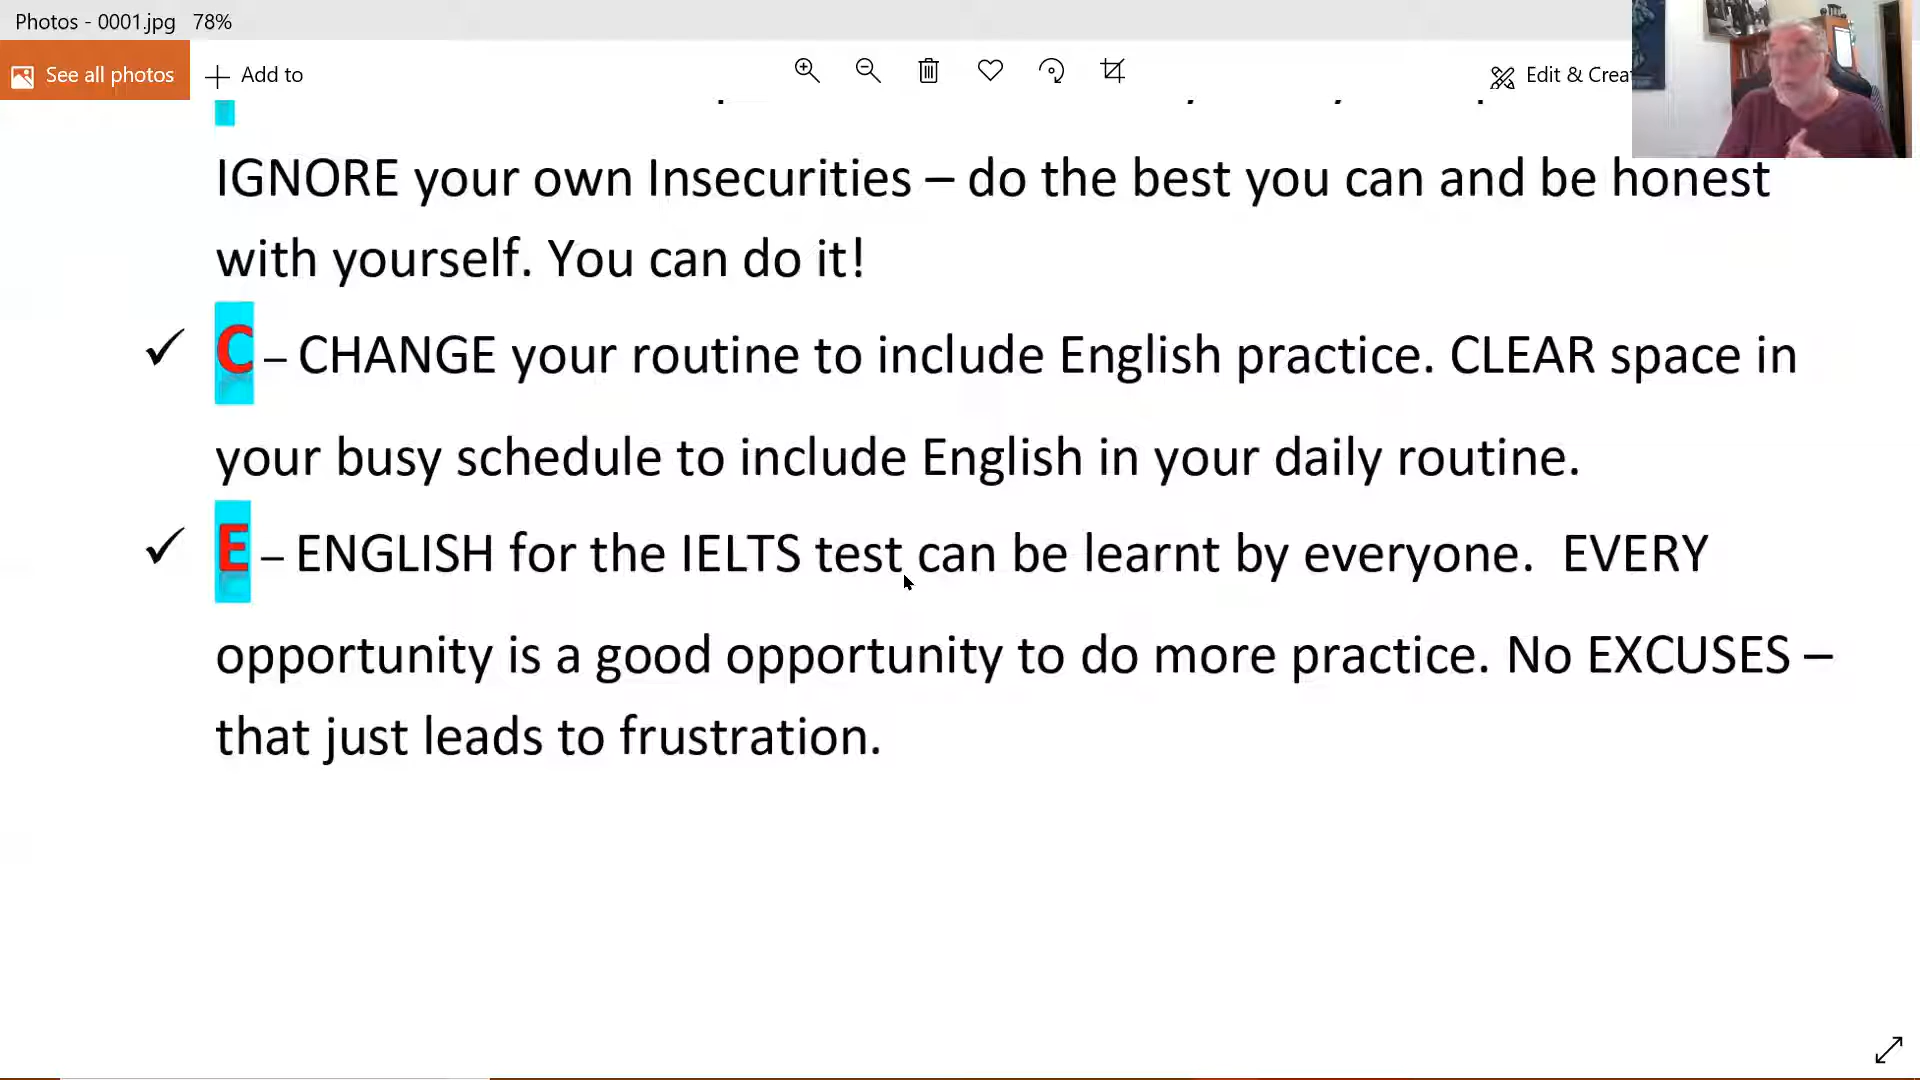 Photos - 0001.jpg 78%
See all photos
Add to
Edit & Crea
IGNORE your own Insecurities – do the best you can and be honest
with yourself. You can do it!
✓ C – CHANGE your routine to include English practice. CLEAR space in
your busy schedule to include English in your daily routine.
✓ E – ENGLISH for the IELTS test can be learnt by everyone.  EVERY
opportunity is a good opportunity to do more practice. No EXCUSES –
that just leads to frustration.